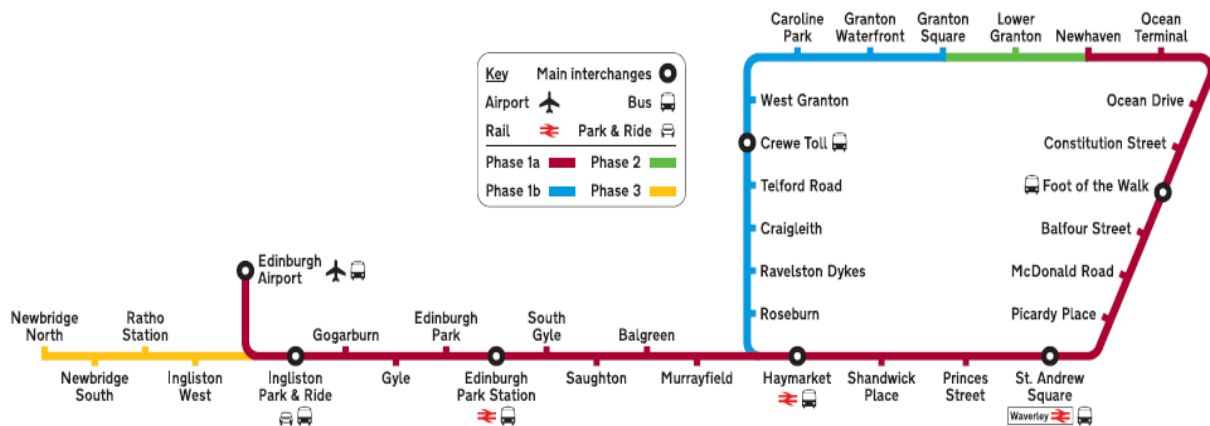 Caroline
Park
Granton
Waterfront
Granton
Square
Lower
Granton
Newhaven
Ocean
Terminal
Key
Main interchanges
Airport
Bus
Rail
Park & Ride
Phase 1a
Phase 2
Phase 1b
Phase 3
West Granton
Crewe Toll
Telford Road
Craigleith
Ravelston Dykes
Roseburn
Ocean Drive
Constitution Street
Foot of the Walk
Balfour Street
McDonald Road
Picardy Place
Edinburgh
Airport
Newbridge
North
Ratho
Station
Gogarburn
Edinburgh
Park
South
Gyle
Balgreen
Newbridge
South
Ingliston
West
Ingliston
Park & Ride
Gyle
Edinburgh
Park Station
Saughton
Murrayfield
Haymarket
Shandwick
Place
Princes
Street
St. Andrew
Square
Waverley